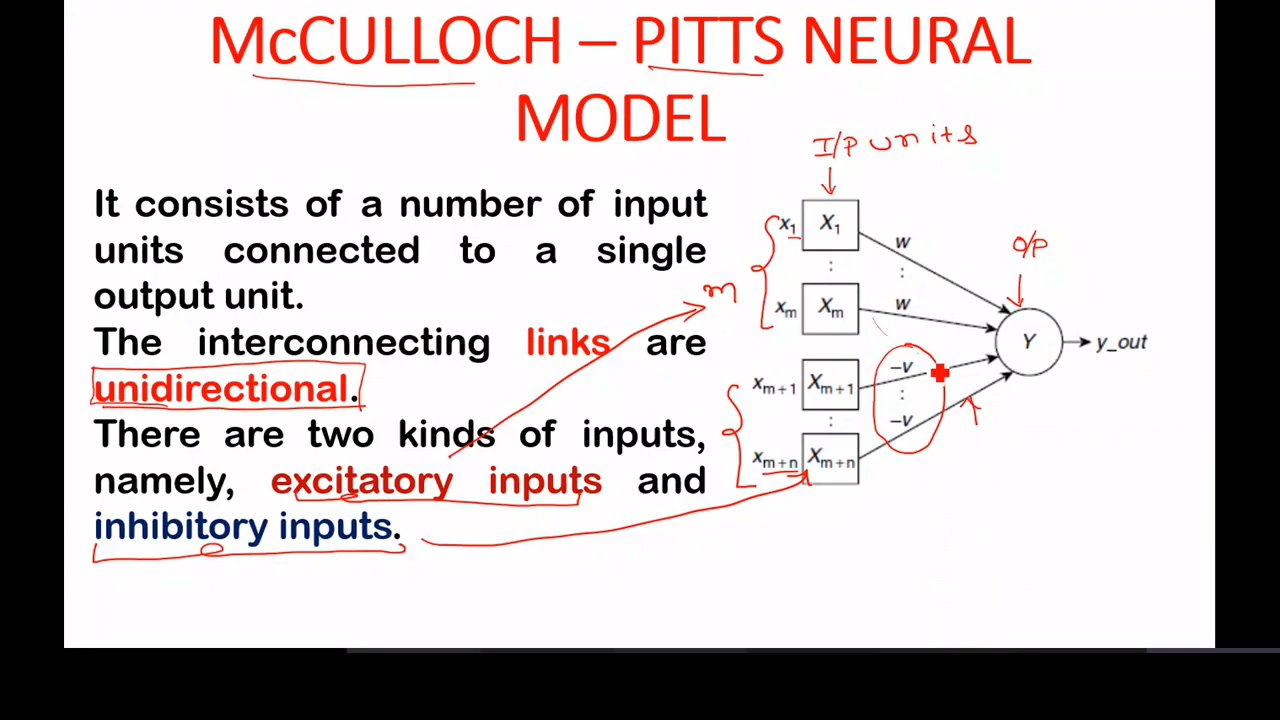 McCULLOCH – PITTS NEURAL
MODEL
It consists of a number of input
units connected to a single
output unit.
The interconnecting links are
unidirectional.
There are two kinds of inputs,
namely, excitatory inputs and
inhibitory inputs.
I/P units
x1 X1
w
:
:
m
xm Xm
w
O/P
Y
y_out
xm+1 Xm+1
–v
:
:
–v
xm+n Xm+n